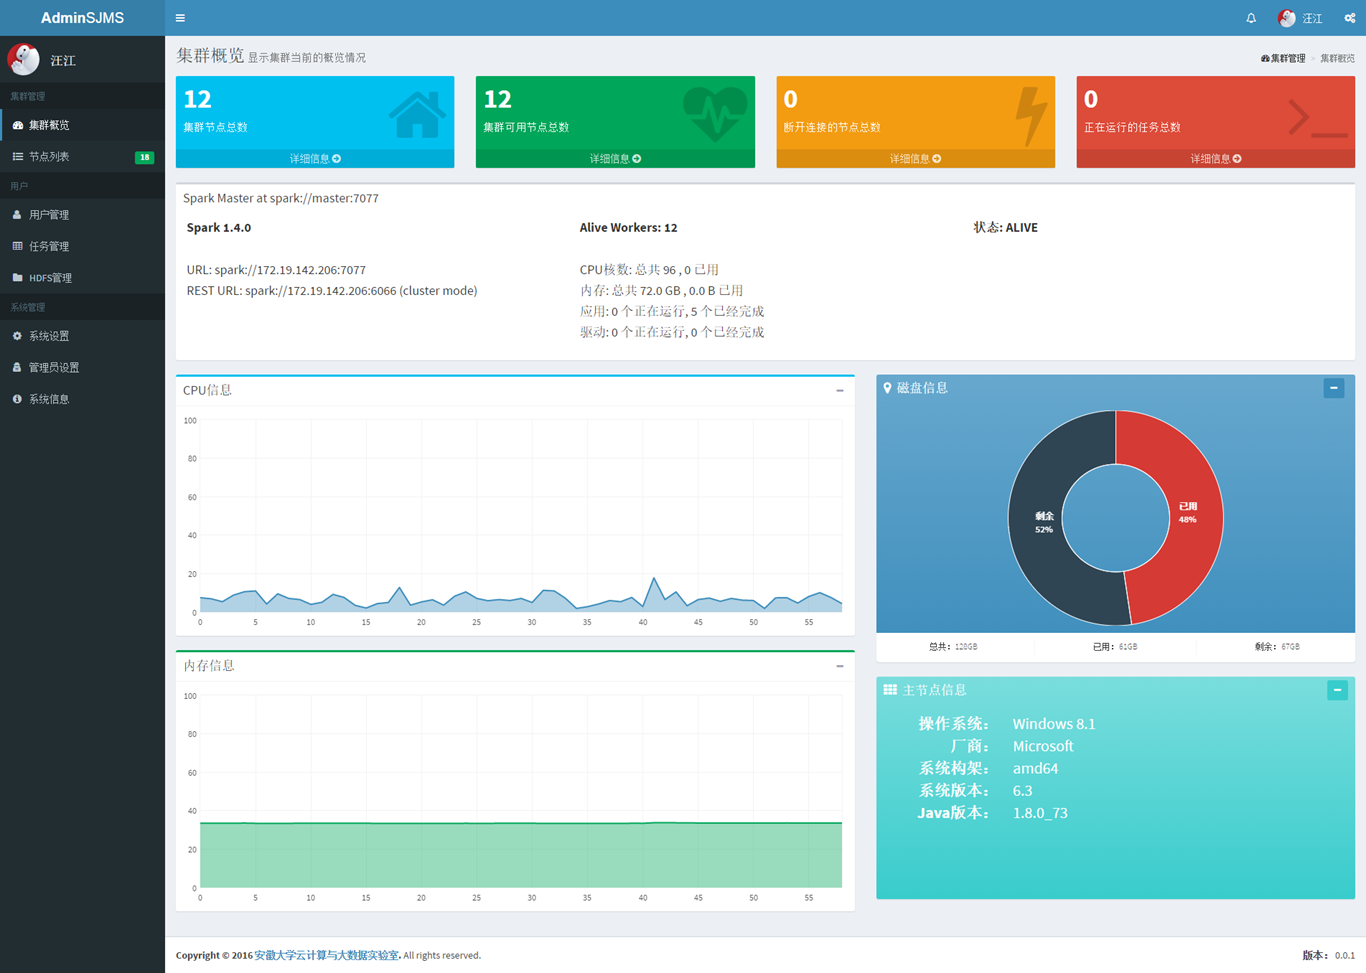 AdminSJMS
汪江
汪江
集群管理
集群概览
节点列表 18
用户
用户管理
任务管理
HDFS管理
系统管理
系统设置
管理员设置
系统信息
集群概览 显示集群当前的概览情况
集群管理 > 集群概览
12
集群节点总数
详细信息
12
集群可用节点总数
详细信息
0
断开连接的节点总数
详细信息
0
正在运行的任务总数
详细信息
Spark Master at spark://master:7077
Spark 1.4.0
URL: spark://172.19.142.206:7077
REST URL: spark://172.19.142.206:6066 (cluster mode)
Alive Workers: 12
CPU核数: 总共 96 , 0 已用
内存: 总共 72.0 GB , 0.0 B 已用
应用: 0 个正在运行, 5 个已经完成
驱动: 0 个正在运行, 0 个已经完成
状态: ALIVE
CPU信息
100
80
60
40
20
0
0 5 10 15 20 25 30 35 40 45 50 55
内存信息
100
80
60
40
20
0
0 5 10 15 20 25 30 35 40 45 50 55
磁盘信息
已用
48%
剩余
52%
总共: 128GB 已用: 61GB 剩余: 67GB
主节点信息
操作系统: Windows 8.1
厂商: Microsoft
系统构架: amd64
系统版本: 6.3
Java版本: 1.8.0_73
Copyright © 2016 安徽大学云计算与大数据实验室. All rights reserved.
版本: 0.0.1